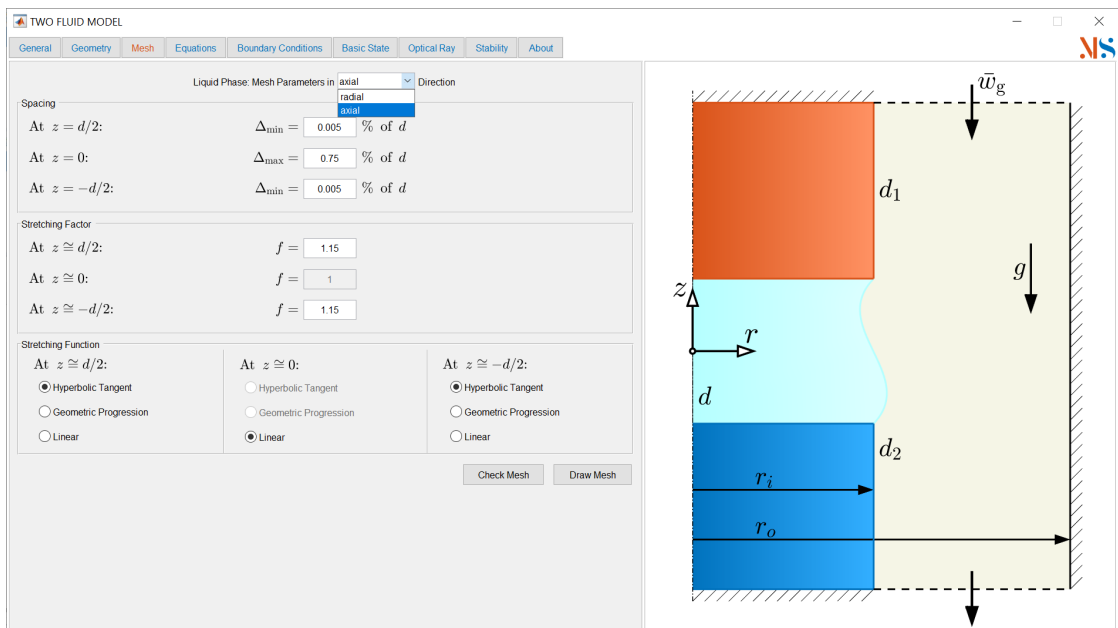 TWO FLUID MODEL
General Geometry Mesh Equations Boundary Conditions Basic State Optical Ray Stability About
MS
Liquid Phase: Mesh Parameters in axial Direction
radial
axial
Spacing
At z = d/2: Δmin = 0.005 % of d
At z = 0: Δmax = 0.75 % of d
At z = −d/2: Δmin = 0.005 % of d
Stretching Factor
At z ≅ d/2: f = 1.15
At z ≅ 0: f = 1
At z ≅ −d/2: f = 1.15
Stretching Function
At z ≅ d/2: At z ≅ 0: At z ≅ −d/2:
Hyperbolic Tangent Hyperbolic Tangent Hyperbolic Tangent
Geometric Progression Geometric Progression Geometric Progression
Linear Linear Linear
Check Mesh Draw Mesh
w̄g
d1
g
z
r
d
d2
ri
ro